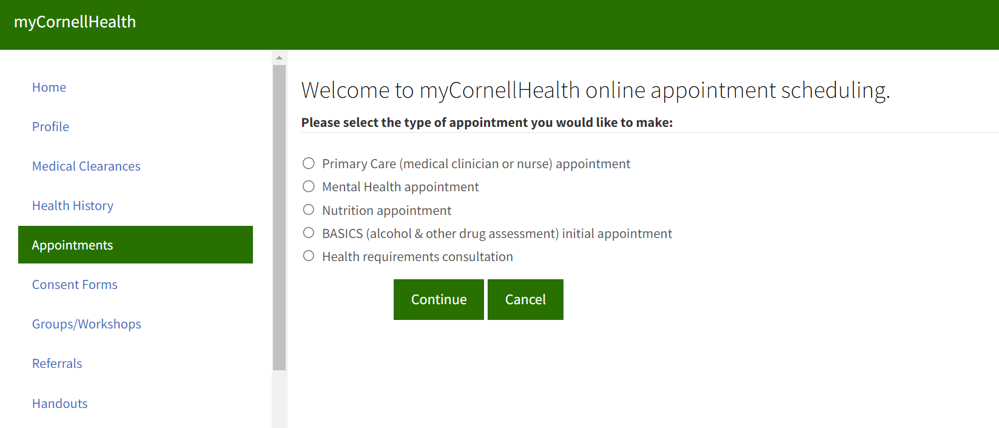 myCornellHealth
Home
Profile
Medical Clearances
Health History
Appointments
Consent Forms
Groups/Workshops
Referrals
Handouts
Welcome to myCornellHealth online appointment scheduling.
Please select the type of appointment you would like to make:
Primary Care (medical clinician or nurse) appointment
Mental Health appointment
Nutrition appointment
BASICS (alcohol & other drug assessment) initial appointment
Health requirements consultation
Continue
Cancel